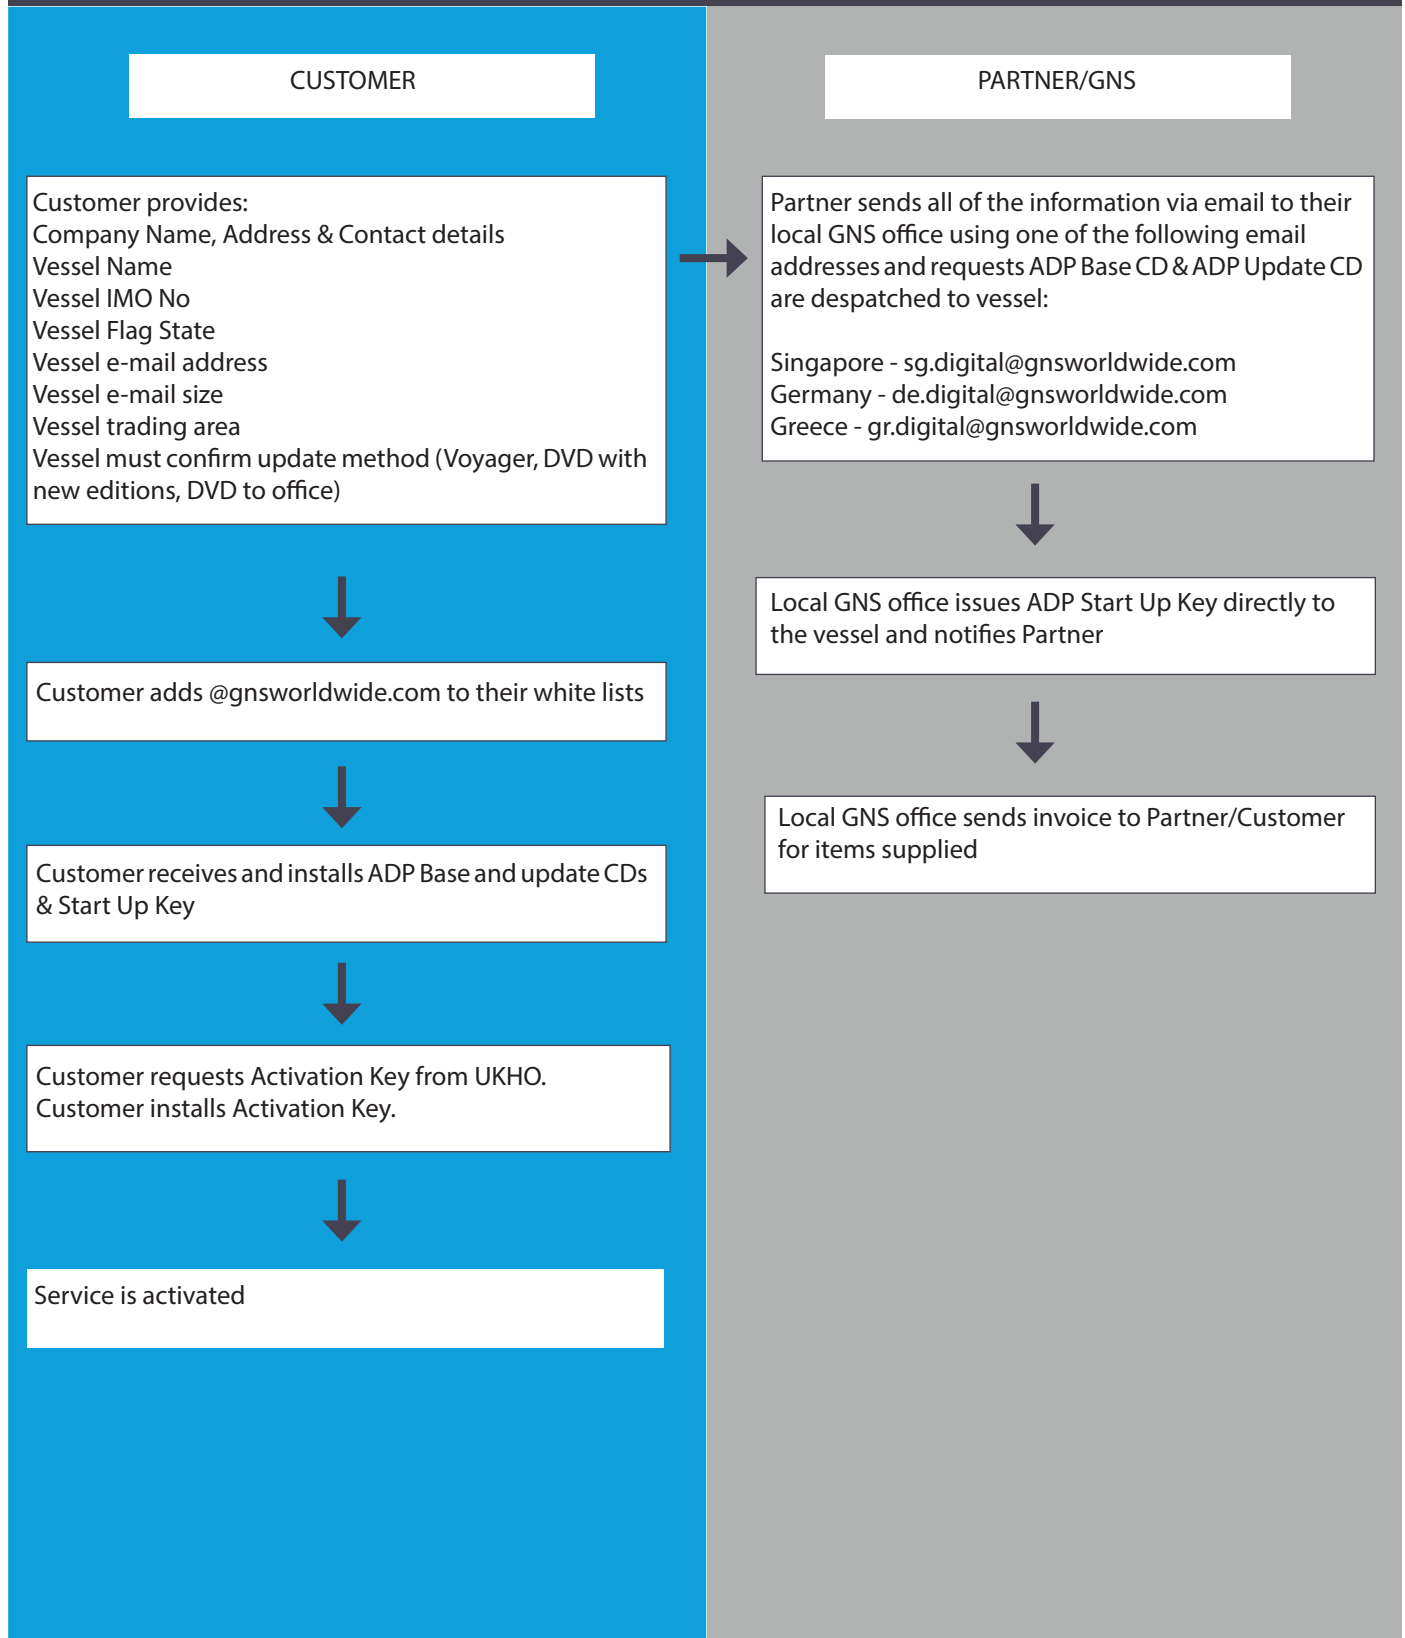 CUSTOMER
Customer provides:
Company Name, Address & Contact details
Vessel Name
Vessel IMO No
Vessel Flag State
Vessel e-mail address
Vessel e-mail size
Vessel trading area
Vessel must confirm update method (Voyager, DVD with
new editions, DVD to office)
Customer adds @gnsworldwide.com to their white lists
Customer receives and installs ADP Base and update CDs
& Start Up Key
Customer requests Activation Key from UKHO.
Customer installs Activation Key.
Service is activated
PARTNER/GNS
Partner sends all of the information via email to their
local GNS office using one of the following email
addresses and requests ADP Base CD & ADP Update CD
are despatched to vessel:
Singapore - sg.digital@gnsworldwide.com
Germany - de.digital@gnsworldwide.com
Greece - gr.digital@gnsworldwide.com
Local GNS office issues ADP Start Up Key directly to
the vessel and notifies Partner
Local GNS office sends invoice to Partner/Customer
for items supplied